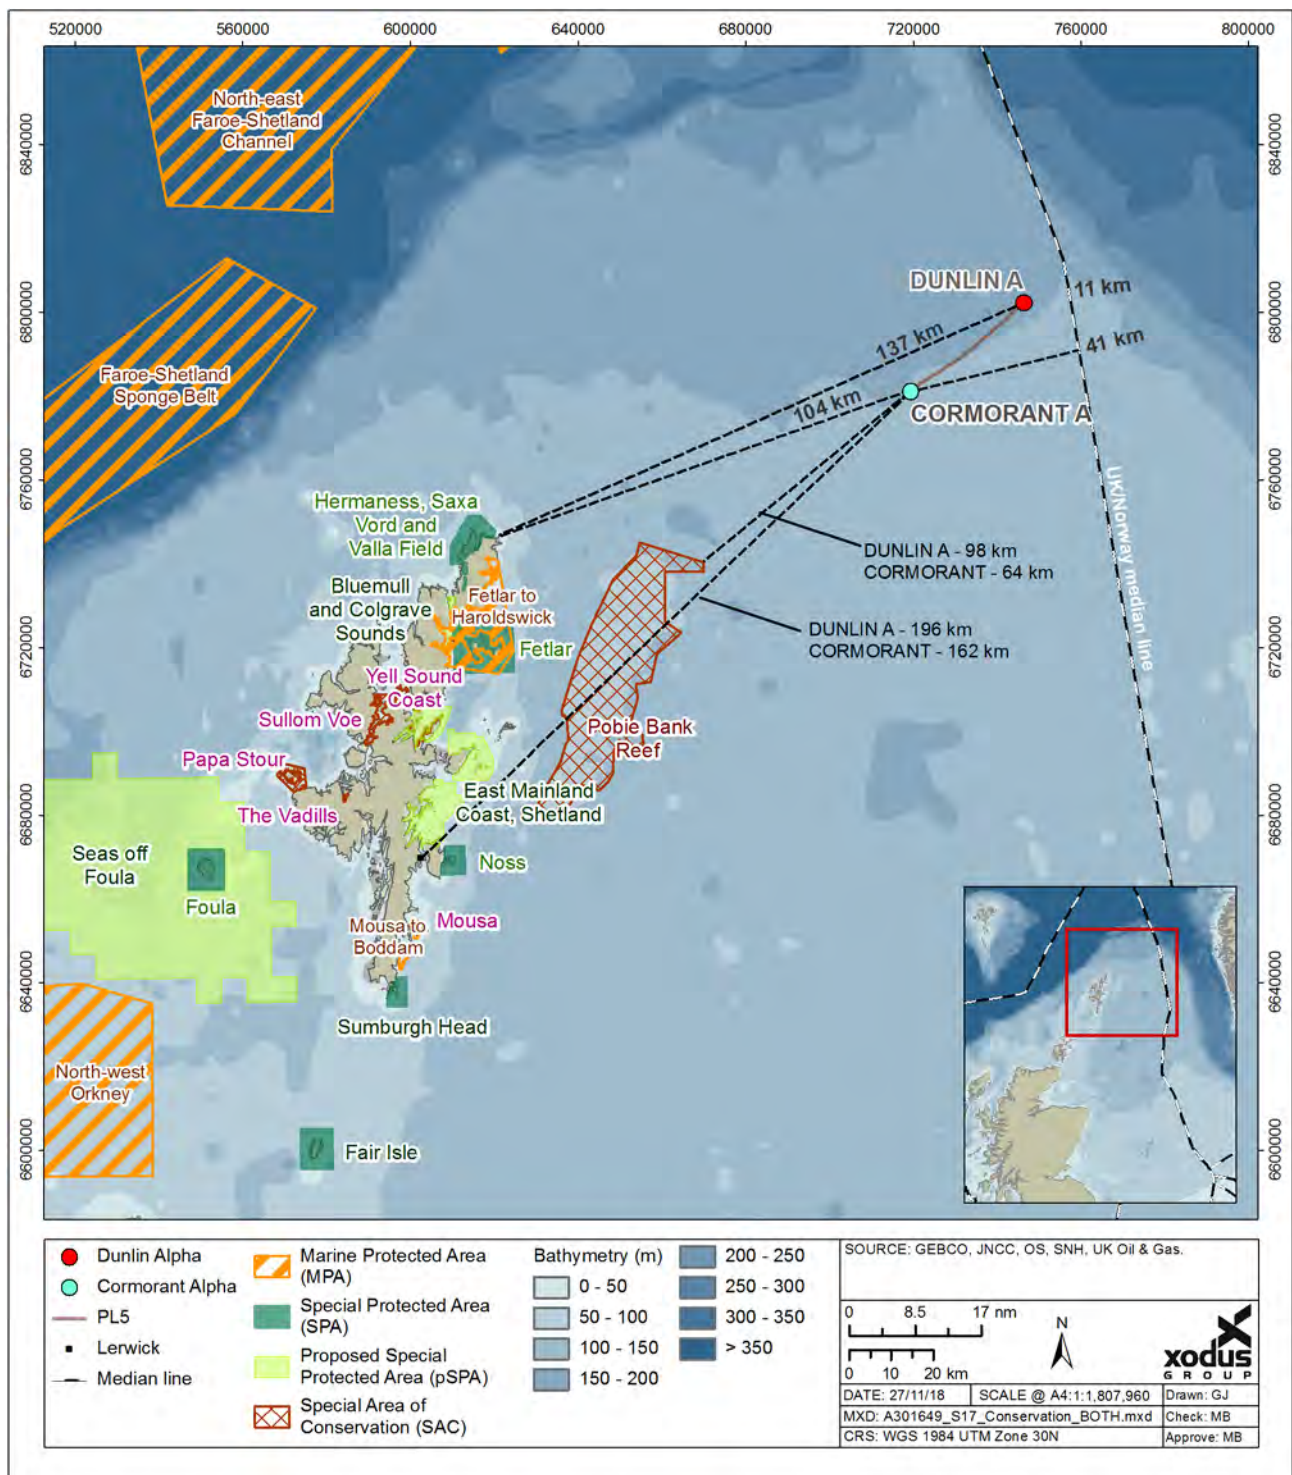 520000 5600000 6000000 6400000 6800000 7200000 7600000 800000
6840000
6800000
6760000
6720000
6680000
6640000
6600000
6840000
6800000
6760000
6720000
6680000
6640000
6600000
North-east
Faroe-Shetland
Channel
Faroe-Shetland
Sponge Belt
DUNLIN A
11 km
137 km
41 km
104 km
CORMORANT A
UK/Norway median line
Hermaness, Saxa
Vord and
Valla Field
DUNLIN A - 98 km
CORMORANT - 64 km
Bluemull
and Colgrave
Sounds
Fetlar to
Haroldswick
Fetlar
DUNLIN A - 196 km
CORMORANT - 162 km
Yell Sound
Coast
Sullom Voe
Pobie Bank
Reef
Papa Stour
The Vadills
East Mainland
Coast, Shetland
Seas off
Foula
Foula
Noss
Mousa
Mousa to
Boddam
Sumburgh Head
North-west
Orkney
Fair Isle
Dunlin Alpha
Cormorant Alpha
PL5
Lerwick
Median line
Marine Protected Area
(MPA)
Special Protected Area
(SPA)
Proposed Special
Protected Area (pSPA)
Special Area of
Conservation (SAC)
Bathymetry (m)
0 - 50
50 - 100
100 - 150
150 - 200
200 - 250
250 - 300
300 - 350
> 350
SOURCE: GEBCO, JNCC, OS, SNH, UK Oil & Gas.
0 8.5 17 nm
0 10 20 km
N
xodus
GROUP
DATE: 27/11/18 SCALE @ A4:1:1,807,960 Drawn: GJ
MXD: A301649_S17_Conservation_BOTH.mxd Check: MB
CRS: WGS 1984 UTM Zone 30N Approve: MB